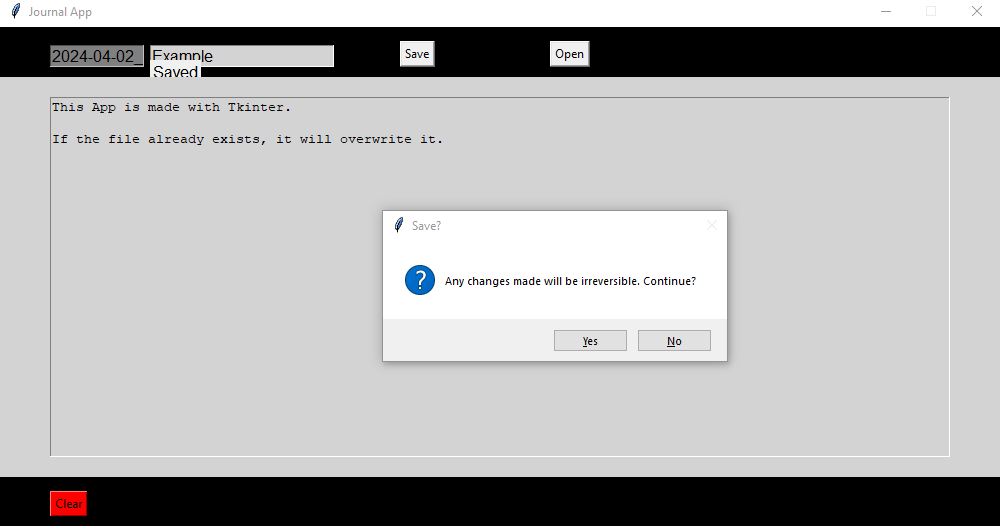 Journal App
2024-04-02_ Example Save Open
Saved
This App is made with Tkinter.
If the file already exists, it will overwrite it.
Save?
Any changes made will be irreversible. Continue?
Yes No
Clear